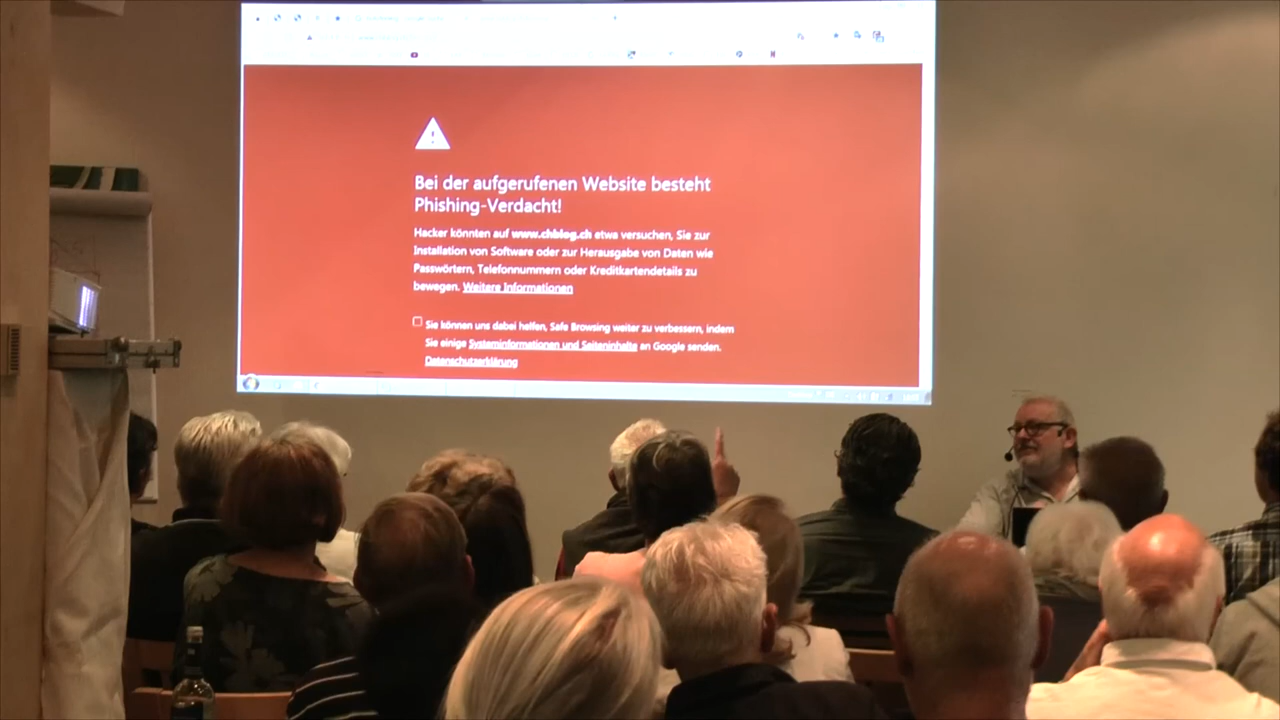 Bei der aufgerufenen Website besteht
Phishing-Verdacht!
Hacker könnten auf www.chblog.ch etwa versuchen, Sie zur
Installation von Software oder zur Herausgabe von Daten wie
Passwörtern, Telefonnummern oder Kreditkartendetails zu
bewegen. Weitere Informationen
Sie können uns dabei helfen, Safe Browsing weiter zu verbessern, indem
Sie einige Systeminformationen und Seiteninhalte an Google senden.
Datenschutzerklärung